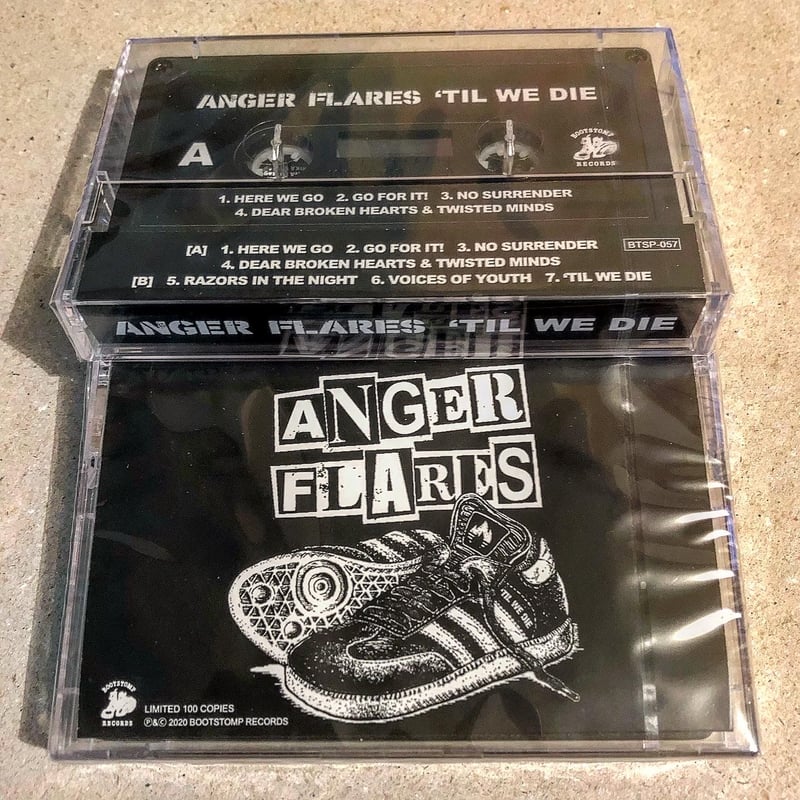 ANGER FLARES ‘TIL WE DIE
A
BOOTSTOMP
RECORDS
1. HERE WE GO 2. GO FOR IT! 3. NO SURRENDER
4. DEAR BROKEN HEARTS & TWISTED MINDS
[A] 1. HERE WE GO 2. GO FOR IT! 3. NO SURRENDER
BTSP-057
4. DEAR BROKEN HEARTS & TWISTED MINDS
[B] 5. RAZORS IN THE NIGHT 6. VOICES OF YOUTH 7. ‘TIL WE DIE
ANGER FLARES ‘TIL WE DIE
ANGER
FLARES
'TIL WE DIE
BOOTSTOMP
RECORDS
LIMITED 100 COPIES
℗&© 2020 BOOTSTOMP RECORDS